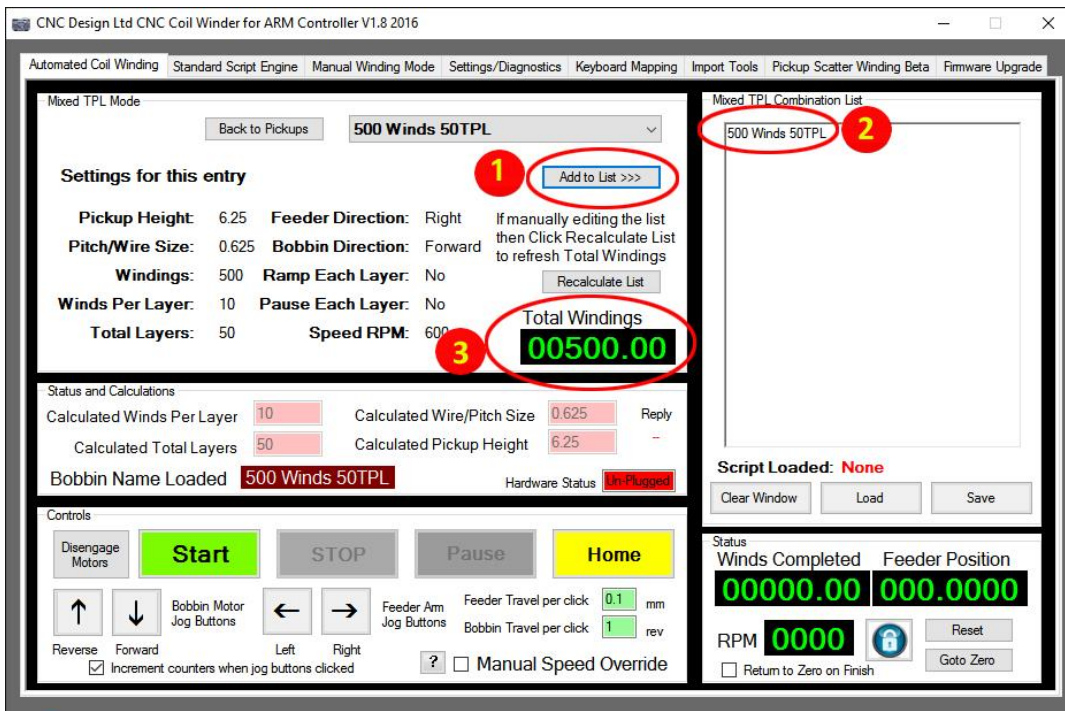 CNC Design Ltd CNC Coil Winder for ARM Controller V1.8 2016
Automated Coil Winding Standard Script Engine Manual Winding Mode Settings/Diagnostics Keyboard Mapping Import Tools Pickup Scatter Winding Beta Firmware Upgrade
Mixed TPL Mode
Back to Pickups 500 Winds 50TPL
Settings for this entry
1 Add to List >>>
Pickup Height: 6.25 Feeder Direction: Right
Pitch/Wire Size: 0.625 Bobbin Direction: Forward
Windings: 500 Ramp Each Layer: No
Winds Per Layer: 10 Pause Each Layer: No
Total Layers: 50 Speed RPM: 600
If manually editing the list
then Click Recalculate List
to refresh Total Windings
Recalculate List
Total Windings
3 00500.00
Mixed TPL Combination List
500 Winds 50TPL 2
Script Loaded: None
Clear Window Load Save
Status and Calculations
Calculated Winds Per Layer 10 Calculated Wire/Pitch Size 0.625 Reply
Calculated Total Layers 50 Calculated Pickup Height 6.25 --
Bobbin Name Loaded 500 Winds 50TPL Hardware Status Un-Plugged
Controls
Disengage
Motors
Start STOP Pause Home
↑ ↓ Bobbin Motor
Jog Buttons
← → Feeder Arm
Jog Buttons
Feeder Travel per click 0.1 mm
Bobbin Travel per click 1 rev
Reverse Forward Left Right
Increment counters when jog buttons clicked ? Manual Speed Override
Status
Winds Completed Feeder Position
00000.00 000.0000
RPM 0000 Reset
Return to Zero on Finish Goto Zero